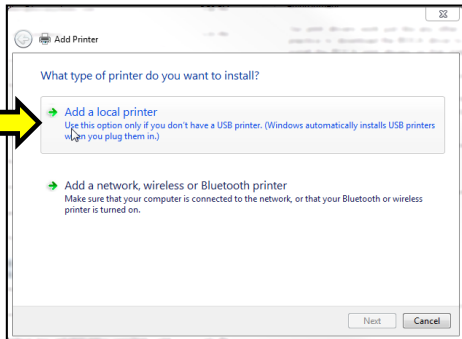 Add Printer
What type of printer do you want to install?
Add a local printer
Use this option only if you don't have a USB printer. (Windows automatically installs USB printers
when you plug them in.)
Add a network, wireless or Bluetooth printer
Make sure that your computer is connected to the network, or that your Bluetooth or wireless
printer is turned on.
Next Cancel